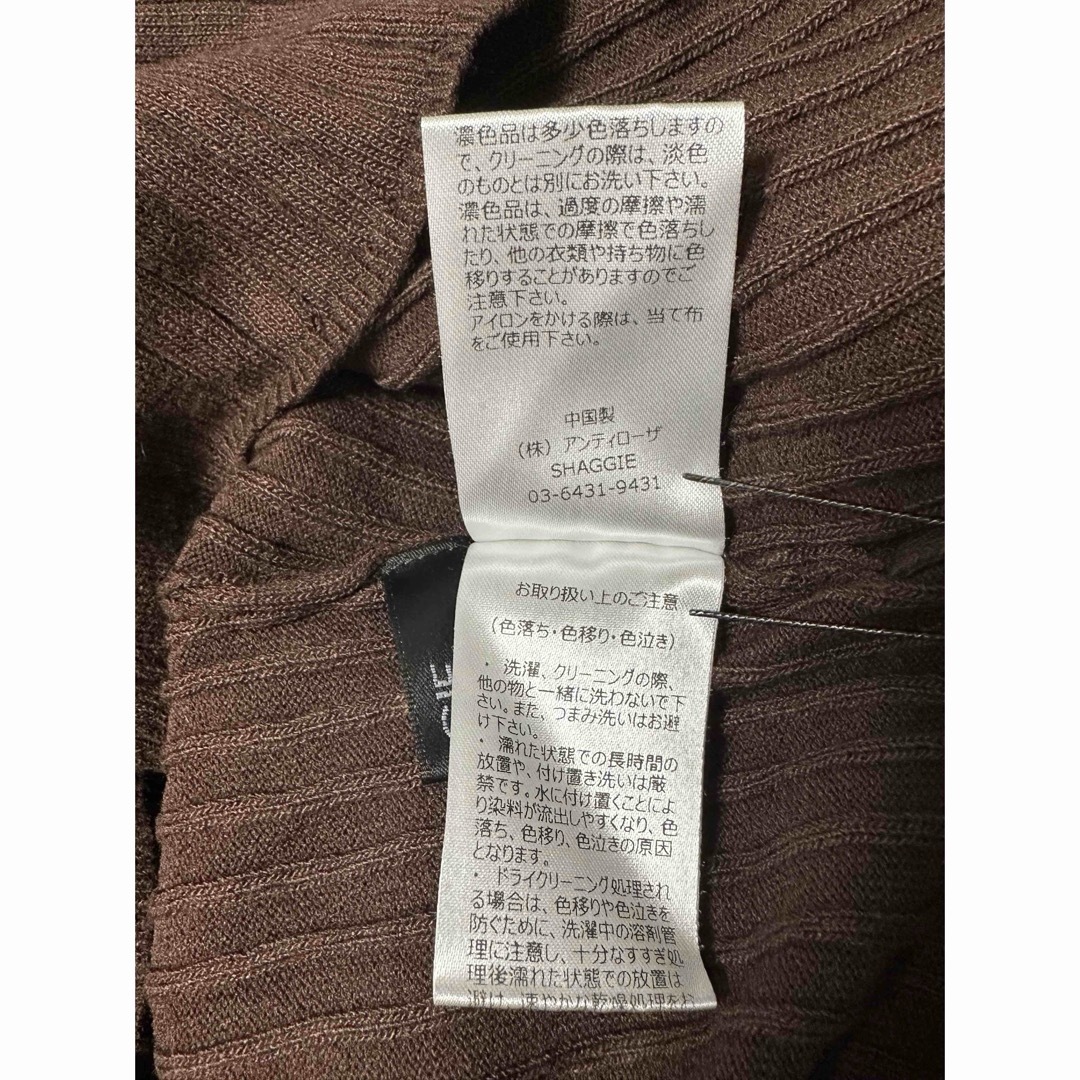 濃色品は多少色落ちしますの
で、クリーニングの際は、淡色
のものとは別にお洗い下さい。
濃色品は、過度の摩擦や濡
れた状態での摩擦で色落ちし
たり、他の衣類や持ち物に色
移りすることがありますのでご
注意下さい。
アイロンをかける際は、当て布
をご使用下さい。
中国製
（株）アンティローザ
SHAGGIE
03-6431-9431
お取り扱い上のご注意
（色落ち・色移り・色泣き）
・ 洗濯、クリーニングの際、
他の物と一緒に洗わないで下
さい。また、つまみ洗いはお避
け下さい。
・ 濡れた状態での長時間の
放置や、付け置き洗いは厳
禁です。水に付け置くことによ
り染料が流出しやすくなり、色
落ち、色移り、色泣きの原因
となります。
・ ドライクリーニング処理され
る場合は、色移りや色泣きを
防ぐために、洗濯中の溶剤管
理に注意し、十分なすすぎ処
理後濡れた状態での放置は
避け、速やかな乾燥処理をお